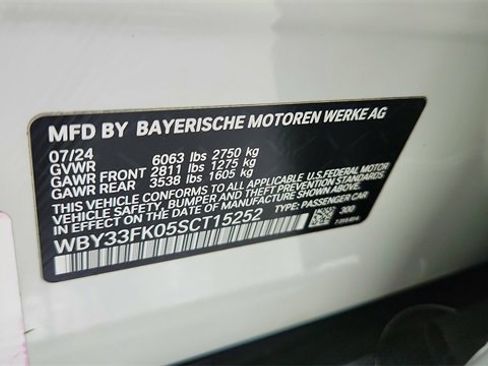 MFD BY BAYERISCHE MOTOREN WERKE AG
07/24
GVWR 6063 lbs 2750 kg
GAWR FRONT 2811 lbs 1275 kg
GAWR REAR 3538 lbs 1605 kg
THIS VEHICLE CONFORMS TO ALL APPLICABLE U.S. FEDERAL MOTOR
VEHICLE SAFETY, BUMPER AND THEFT PREVENTION STANDARDS
IN EFFECT ON THE DATE OF MANUFACTURE SHOWN ABOVE.
WBY33FK05SCT15252 TYPE: PASSENGER CAR
300